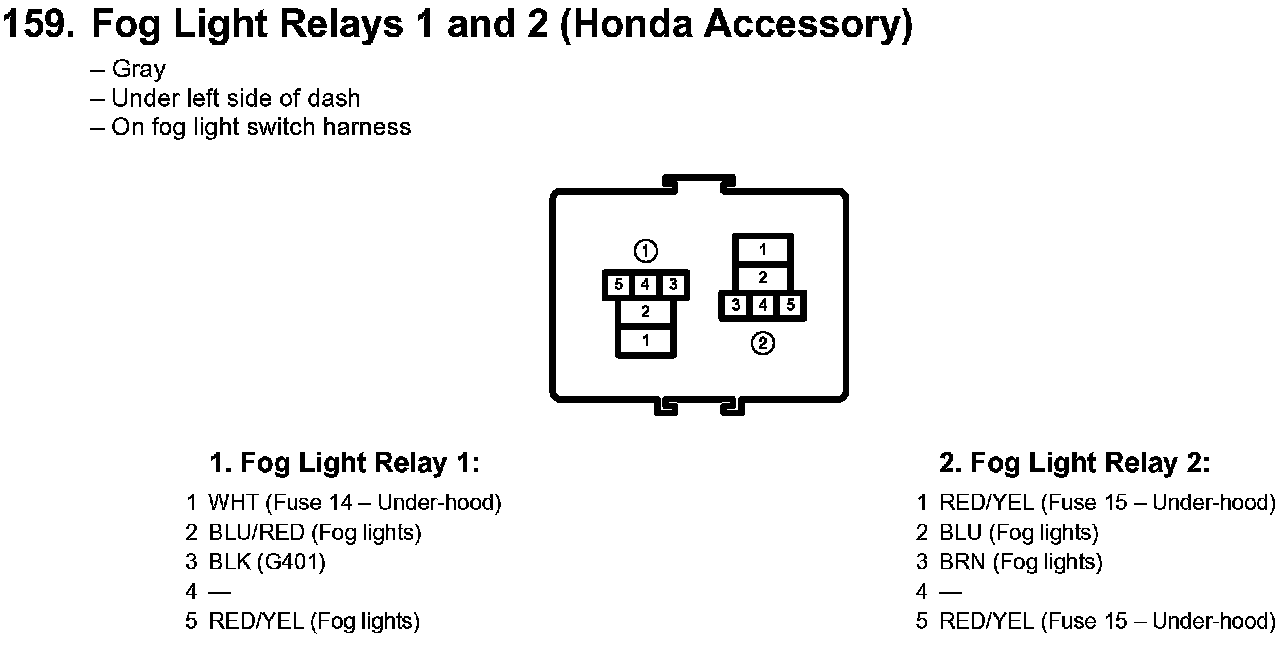 159. Fog Light Relays 1 and 2 (Honda Accessory)
– Gray
– Under left side of dash
– On fog light switch harness
1
5 4 3
2
1
1
2
3 4 5
2
1. Fog Light Relay 1:
1 WHT (Fuse 14 – Under-hood)
2 BLU/RED (Fog lights)
3 BLK (G401)
4 —
5 RED/YEL (Fog lights)
2. Fog Light Relay 2:
1 RED/YEL (Fuse 15 – Under-hood)
2 BLU (Fog lights)
3 BRN (Fog lights)
4 —
5 RED/YEL (Fuse 15 – Under-hood)